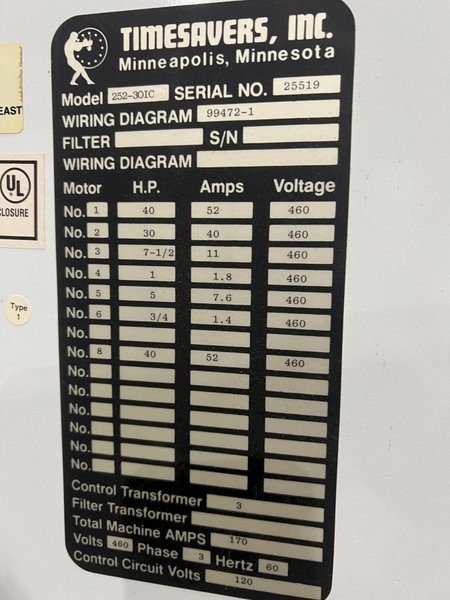 TIMESAVERS, INC.
Minneapolis, Minnesota
Model 252-30IC SERIAL NO. 25519
WIRING DIAGRAM 99472-1
FILTER S/N
WIRING DIAGRAM
Motor H.P. Amps Voltage
No. 1 40 52 460
No. 2 30 40 460
No. 3 7-1/2 11 460
No. 4 1 1.8 460
No. 5 5 7.6 460
No. 6 3/4 1.4 460
No.
No. 8 40 52 460
No.
No.
No.
No.
No.
No.
Control Transformer 3
Filter Transformer
Total Machine AMPS 170
Volts 460 Phase 3 Hertz 60
Control Circuit Volts 120
EAST
UL
CLOSURE
Type
1